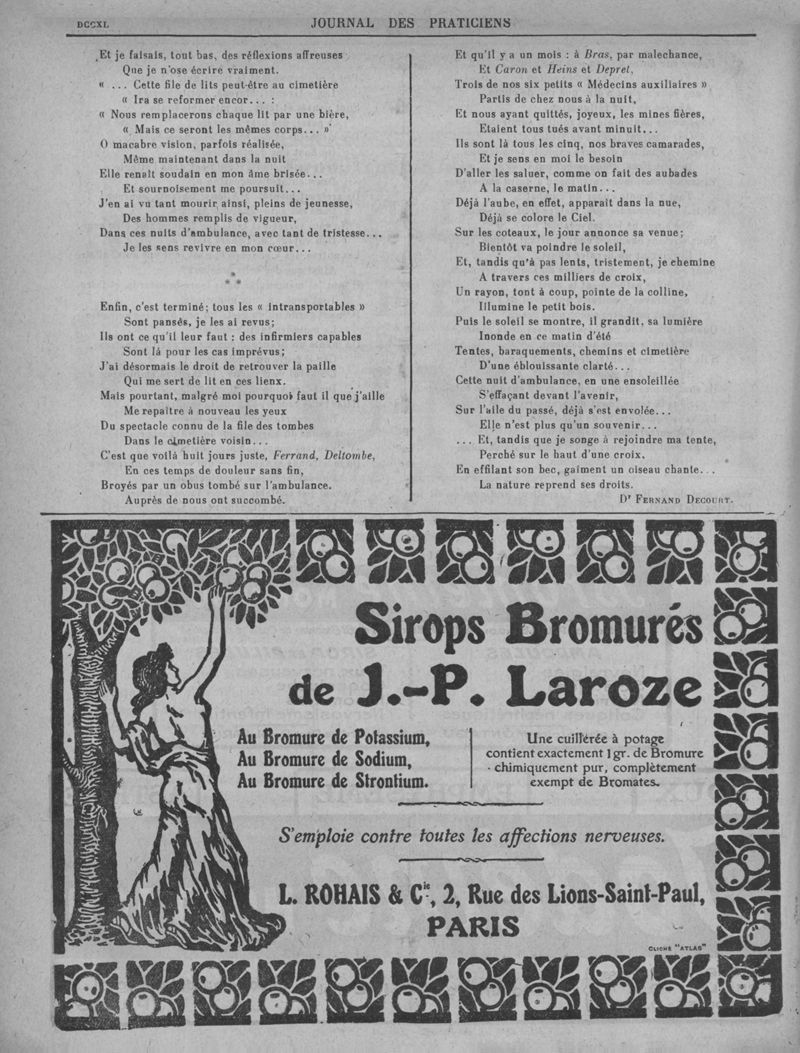 DCCXL
JOURNAL DES PRATICIENS
Et je faisais, tout bas, des réflexions affreuses
Que je n'ose écrire vraiment.
« ... Cette file de lits peut-être au cimetière
« Ira se reformer encor... :
« Nous remplacerons chaque lit par une bière,
« Mais ce seront les mêmes corps... »
O macabre vision, parfois réalisée,
Même maintenant dans la nuit
Elle renaît soudain en mon âme brisée...
Et sournoisement me poursuit...
J'en ai vu tant mourir ainsi, pleins de jeunesse,
Des hommes remplis de vigueur,
Dans ces nuits d'ambulance, avec tant de tristesse...
Je les sens revivre en mon cœur...
*
* *
Enfin, c'est terminé; tous les « intransportables »
Sont pansés, je les ai revus;
Ils ont ce qu'il leur faut : des infirmiers capables
Sont là pour les cas imprévus;
J'ai désormais le droit de retrouver la paille
Qui me sert de lit en ces lieux.
Mais pourtant, malgré moi pourquoi faut il que j'aille
Me repaître à nouveau les yeux
Du spectacle connu de la file des tombes
Dans le cimetière voisin...
C'est que voilà huit jours juste, Ferrand, Deltombe,
En ces temps de douleur sans fin,
Broyés par un obus tombé sur l'ambulance.
Auprès de nous ont succombé.
Et qu'il y a un mois : à Bras, par malechance,
Et Caron et Heins et Depret,
Trois de nos six petits « Médecins auxiliaires »
Partis de chez nous à la nuit,
Et nous ayant quittés, joyeux, les mines fières,
Etaient tous tués avant minuit...
Ils sont là tous les cinq, nos braves camarades,
Et je sens en moi le besoin
D'aller les saluer, comme on fait des aubades
A la caserne, le matin...
Déjà l'aube, en effet, apparaît dans la nue,
Déjà se colore le Ciel.
Sur les coteaux, le jour annonce sa venue;
Bientôt va poindre le soleil,
Et, tandis qu'à pas lents, tristement, je chemine
A travers ces milliers de croix,
Un rayon, tout à coup, pointe de la colline,
Illumine le petit bois.
Puis le soleil se montre, il grandit, sa lumière
Inonde en ce matin d'été
Tentes, baraquements, chemins et cimetière
D'une éblouissante clarté...
Cette nuit d'ambulance, en une ensoleillée
S'effaçant devant l'avenir,
Sur l'aile du passé, déjà s'est envolée...
Elle n'est plus qu'un souvenir...
... Et, tandis que je songe à rejoindre ma tente,
Perché sur le haut d'une croix,
En effilant son bec, gaiment un oiseau chante...
La nature reprend ses droits.
Dr FERNAND DECOURT.
Sirops Bromurés
de J.-P. Laroze
Au Bromure de Potassium,
Au Bromure de Sodium,
Au Bromure de Strontium.
Une cuillerée à potage
contient exactement 1 gr. de Bromure
chimiquement pur, complètement
exempt de Bromates.
S'emploie contre toutes les affections nerveuses.
L. ROHAIS & Cie, 2, Rue des Lions-Saint-Paul,
PARIS
CLICHÉ "ATLAS"